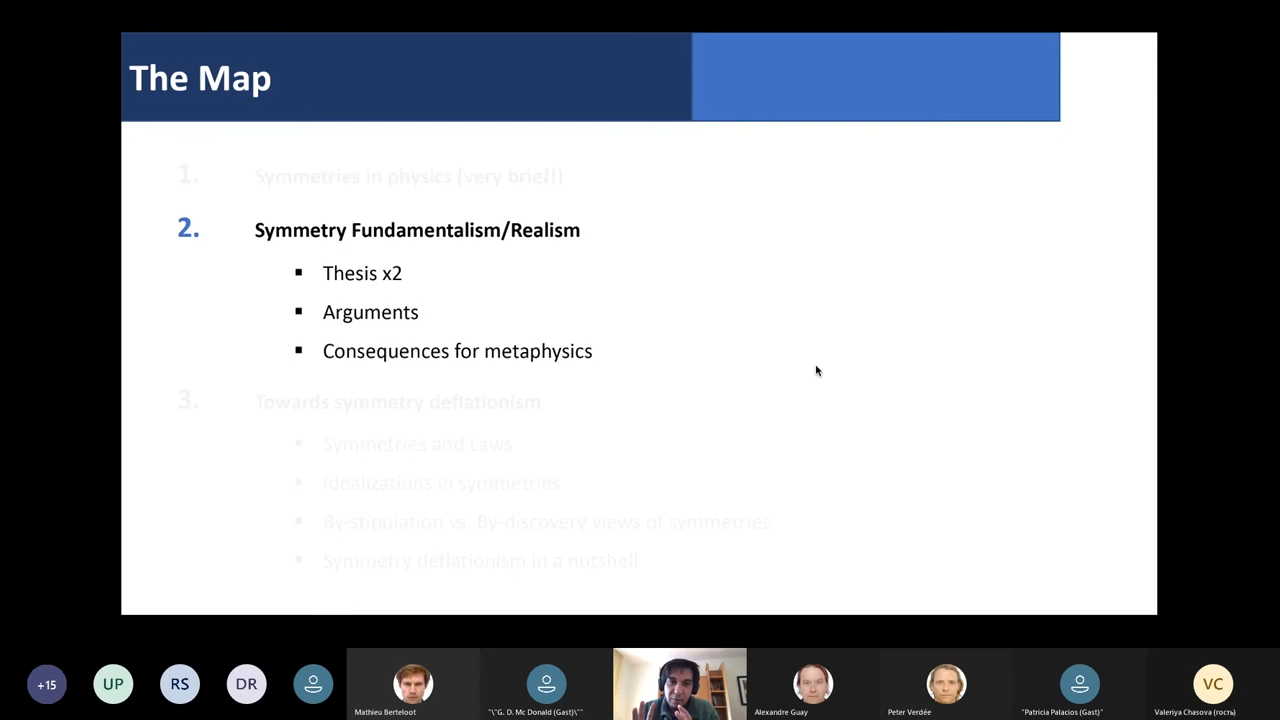 The Map
1. Symmetries in physics (very brief!)
2. Symmetry Fundamentalism/Realism
▪ Thesis x2
▪ Arguments
▪ Consequences for metaphysics
3. Towards symmetry deflationism
▪ Symmetries and Laws
▪ Idealizations in symmetries
▪ By-stipulation vs. By-discovery views of symmetries
▪ Symmetry deflationism in a nutshell
+15 UP RS DR VC
Mathieu Berteloot "\"G. D. Mc Donald (Gast)\"" Alexandre Guay Peter Verdée "Patricia Palacios (Gast)" Valeriya Chasova (гость)